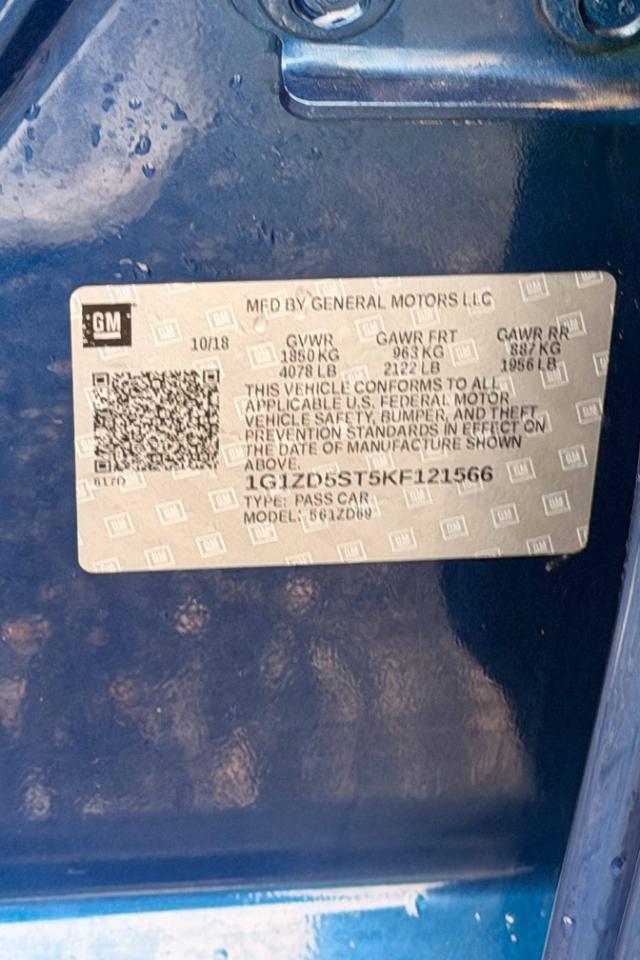 MFD BY GENERAL MOTORS LLC
GM
10/18
GVWR GAWR FRT GAWR RR
1850 KG 963 KG 887 KG
4078 LB 2122 LB 1956 LB
THIS VEHICLE CONFORMS TO ALL
APPLICABLE U.S. FEDERAL MOTOR
VEHICLE SAFETY, BUMPER, AND THEFT
PREVENTION STANDARDS IN EFFECT ON
THE DATE OF MANUFACTURE SHOWN
ABOVE.
1G1ZD5ST5KF121566
TYPE: PASS CAR
MODEL: 561ZD69